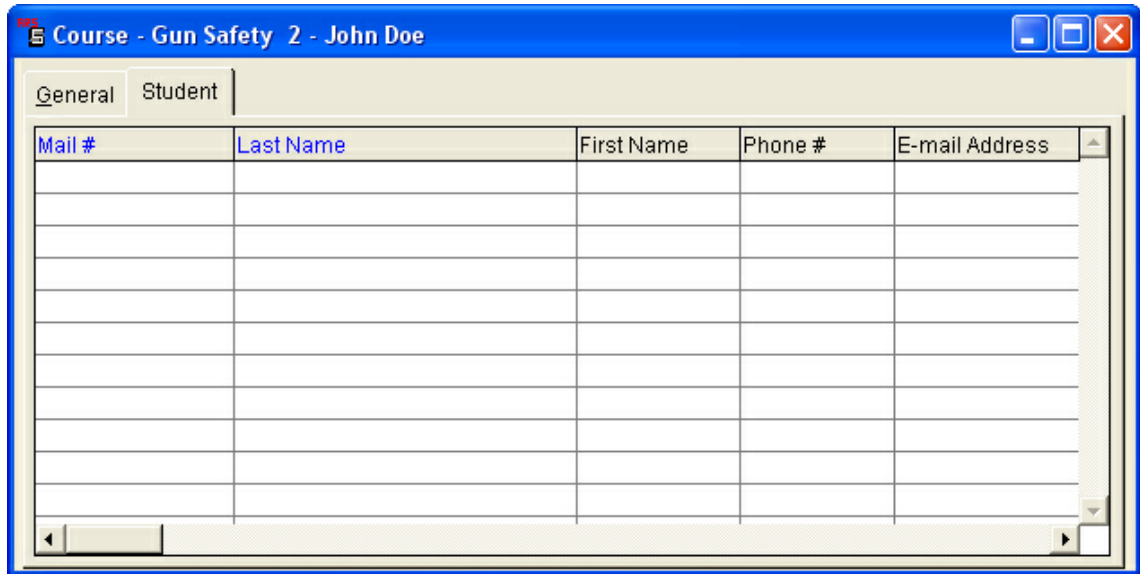 Course - Gun Safety 2 - John Doe
General Student
Mail # Last Name First Name Phone # E-mail Address